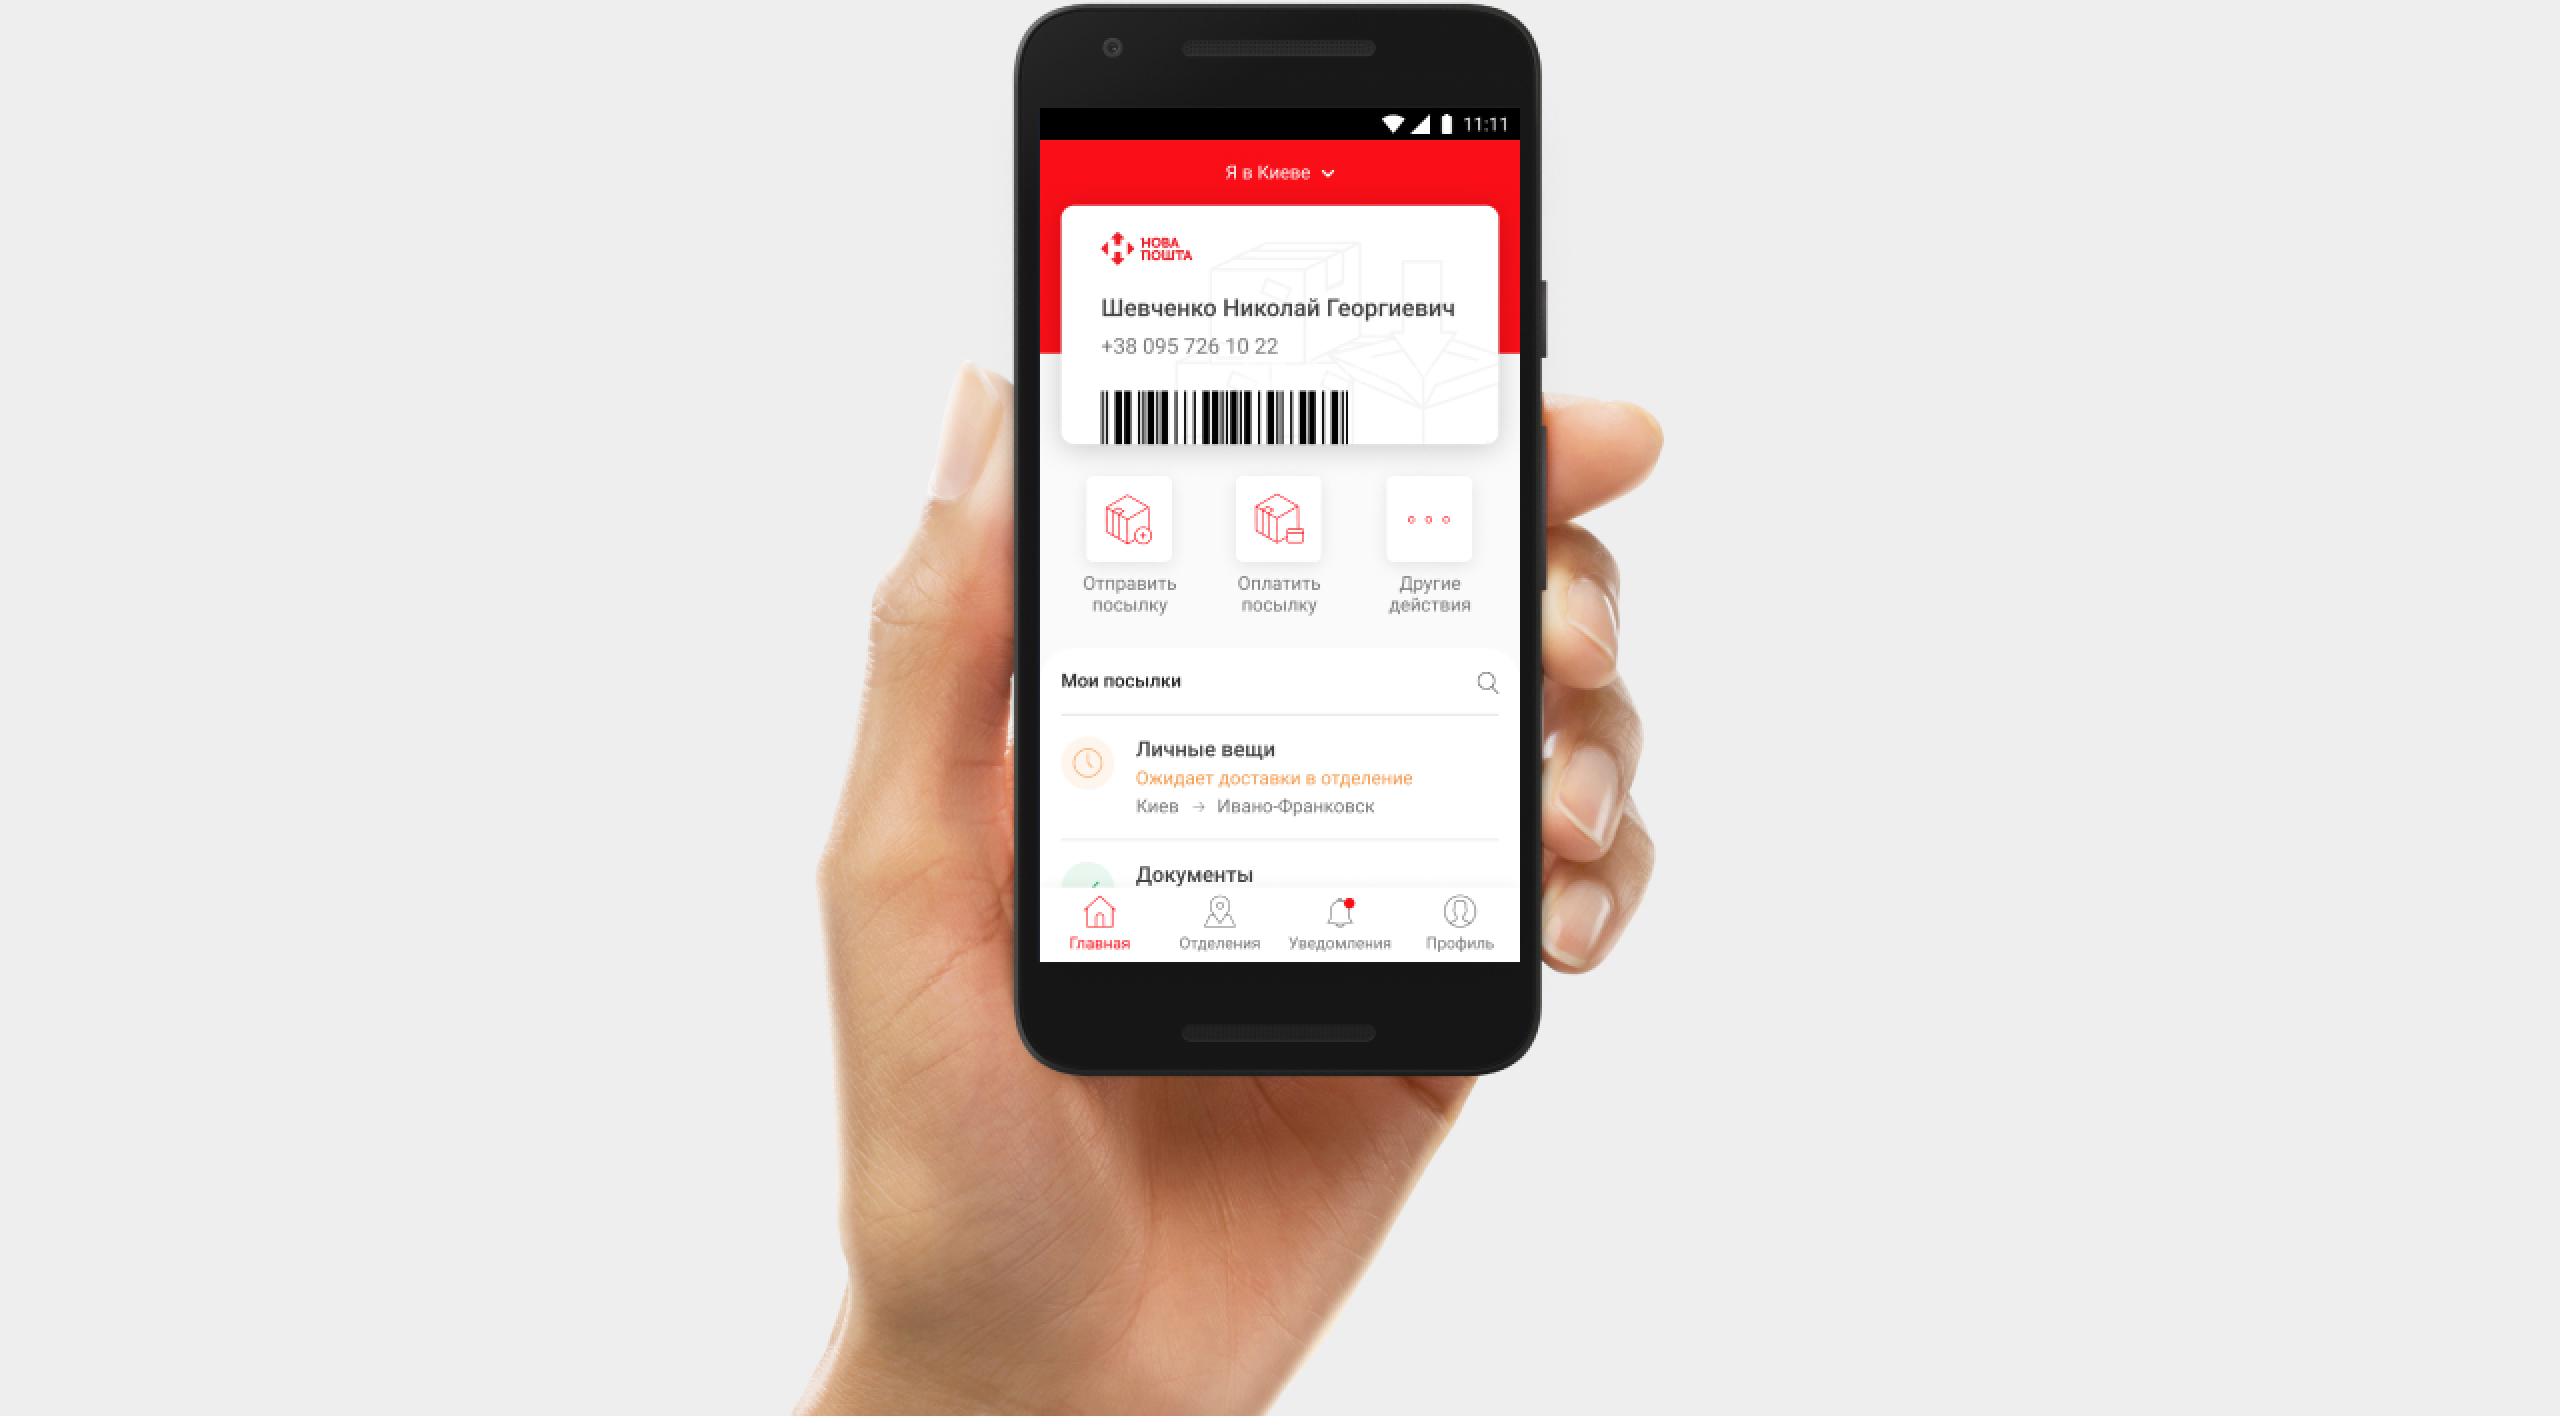 11:11
Я в Киеве
НОВА
ПОШТА
Шевченко Николай Георгиевич
+38 095 726 10 22
Отправить
посылку
Оплатить
посылку
Другие
действия
Мои посылки
Личные вещи
Ожидает доставки в отделение
Киев → Ивано-Франковск
Документы
Главная
Отделения
Уведомления
Профиль